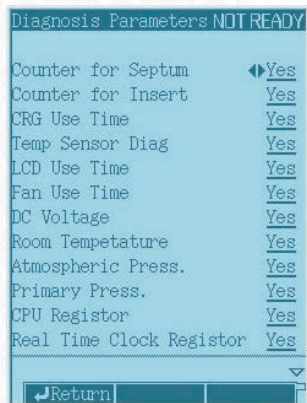 Diagnosis Parameters NOT READY
Counter for Septum Yes
Counter for Insert Yes
CRG Use Time Yes
Temp Sensor Diag Yes
LCD Use Time Yes
Fan Use Time Yes
DC Voltage Yes
Room Tempetature Yes
Atmospheric Press. Yes
Primary Press. Yes
CPU Registor Yes
Real Time Clock Registor Yes
Return